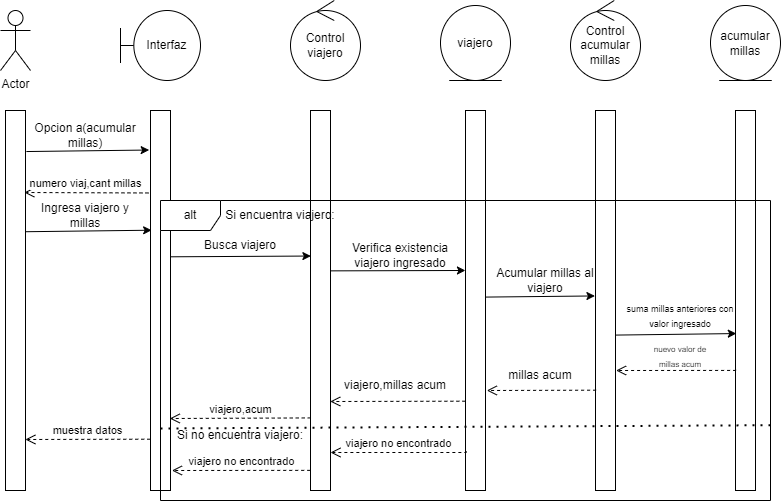 Actor
Interfaz
Control
viajero
viajero
Control
acumular
millas
acumular
millas
Opcion a(acumular
millas)
numero viaj,cant millas
Ingresa viajero y
millas
alt
Si encuentra viajero:
Busca viajero
Verifica existencia
viajero ingresado
Acumular millas al
viajero
suma millas anteriores con
valor ingresado
nuevo valor de
millas acum
millas acum
viajero,millas acum
viajero,acum
muestra datos
Si no encuentra viajero:
viajero no encontrado
viajero no encontrado